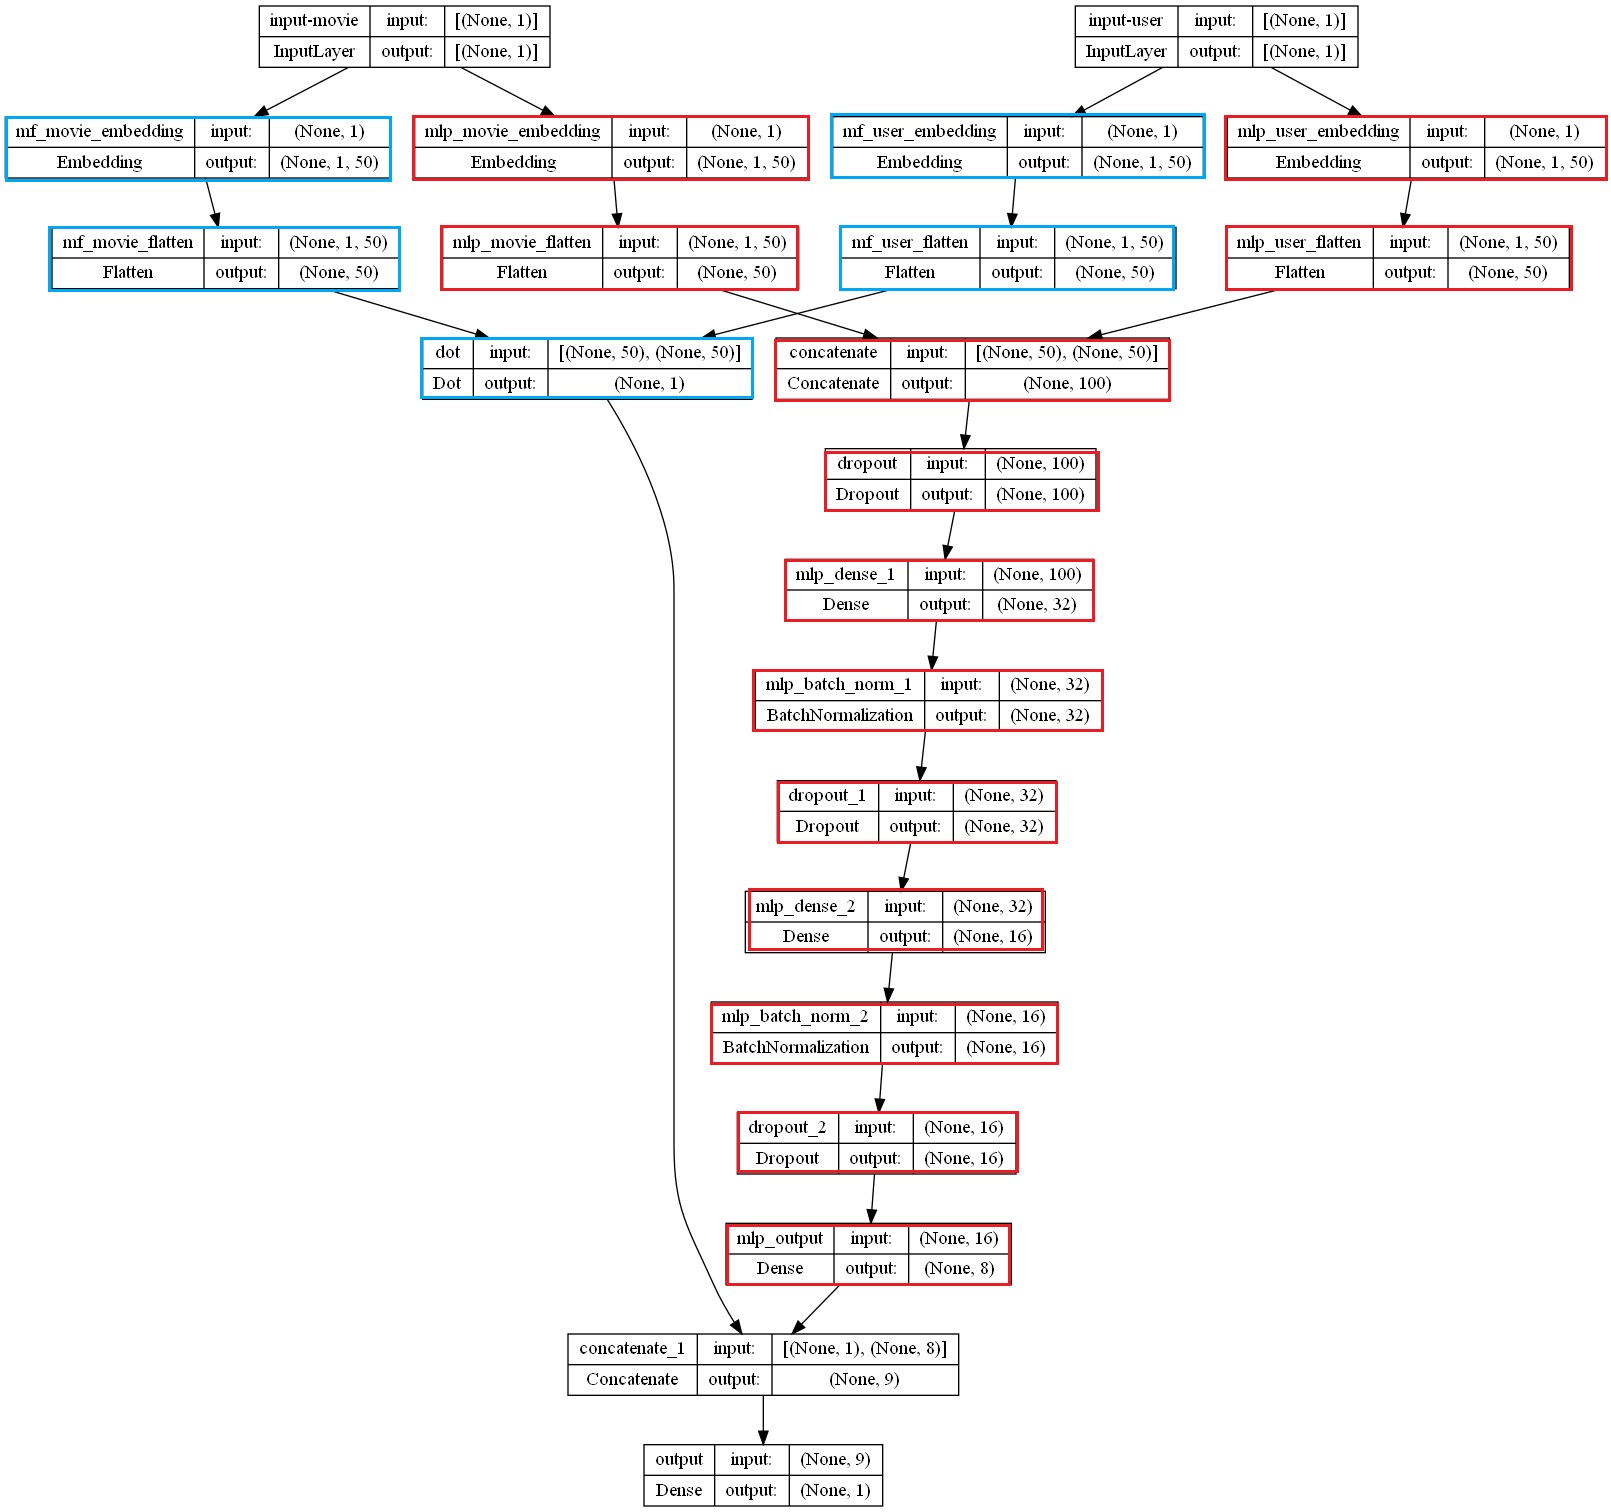 input-movie input: [(None, 1)]
InputLayer output: [(None, 1)]
input-user input: [(None, 1)]
InputLayer output: [(None, 1)]
mf_movie_embedding input: (None, 1)
Embedding output: (None, 1, 50)
mlp_movie_embedding input: (None, 1)
Embedding output: (None, 1, 50)
mf_user_embedding input: (None, 1)
Embedding output: (None, 1, 50)
mlp_user_embedding input: (None, 1)
Embedding output: (None, 1, 50)
mf_movie_flatten input: (None, 1, 50)
Flatten output: (None, 50)
mlp_movie_flatten input: (None, 1, 50)
Flatten output: (None, 50)
mf_user_flatten input: (None, 1, 50)
Flatten output: (None, 50)
mlp_user_flatten input: (None, 1, 50)
Flatten output: (None, 50)
dot input: [(None, 50), (None, 50)]
Dot output: (None, 1)
concatenate input: [(None, 50), (None, 50)]
Concatenate output: (None, 100)
dropout input: (None, 100)
Dropout output: (None, 100)
mlp_dense_1 input: (None, 100)
Dense output: (None, 32)
mlp_batch_norm_1 input: (None, 32)
BatchNormalization output: (None, 32)
dropout_1 input: (None, 32)
Dropout output: (None, 32)
mlp_dense_2 input: (None, 32)
Dense output: (None, 16)
mlp_batch_norm_2 input: (None, 16)
BatchNormalization output: (None, 16)
dropout_2 input: (None, 16)
Dropout output: (None, 16)
mlp_output input: (None, 16)
Dense output: (None, 8)
concatenate_1 input: [(None, 1), (None, 8)]
Concatenate output: (None, 9)
output input: (None, 9)
Dense output: (None, 1)